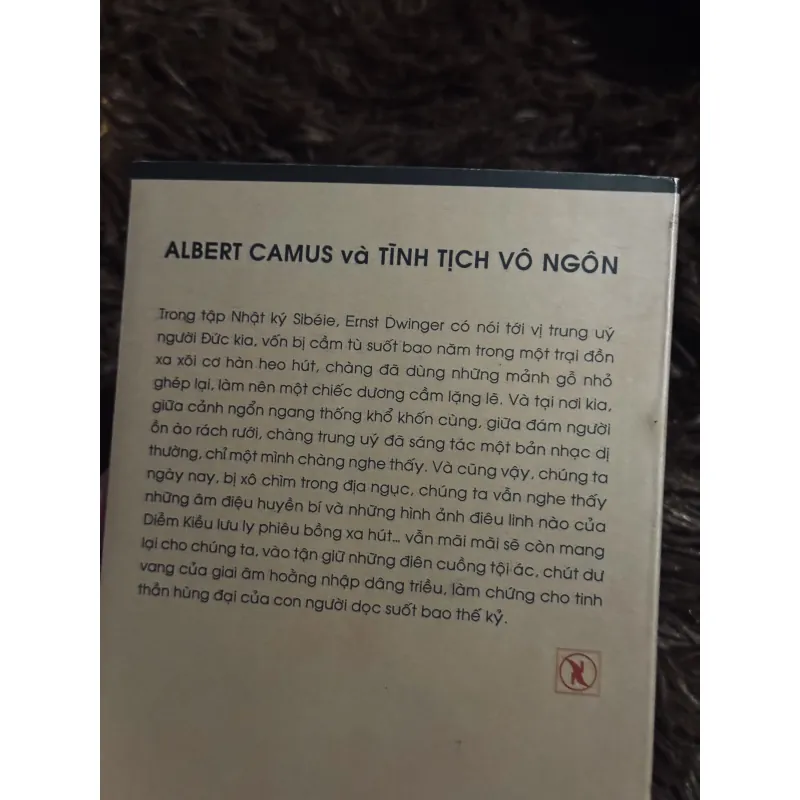 ALBERT CAMUS và TĨNH TỊCH VÔ NGÔN
Trong tập Nhật ký Sibéie, Ernst Dwinger có nói tới vị trung uý
người Đức kia, vốn bị cầm tù suốt bao năm trong một trại đồn
xa xôi cơ hàn heo hút, chàng đã dùng những mảnh gỗ nhỏ
ghép lại, làm nên một chiếc dương cầm lặng lẽ. Và tại nơi kia,
giữa cảnh ngổn ngang thống khổ khốn cùng, giữa đám người
ồn ào rách rưới, chàng trung uý đã sáng tác một bản nhạc dị
thường, chỉ một mình chàng nghe thấy. Và cũng vậy, chúng ta
ngày nay, bị xô chìm trong địa ngục, chúng ta vẫn nghe thấy
những âm điệu huyền bí và những hình ảnh điêu linh nào của
Diễm Kiều lưu ly phiêu bồng xa hút... vẫn mãi mãi sẽ còn mang
lại cho chúng ta, vào tận giữ những điên cuồng tội ác, chút dư
vang của giai âm hoằng nhập dâng triều, làm chứng cho tinh
thần hùng đại của con người dọc suốt bao thế kỷ.